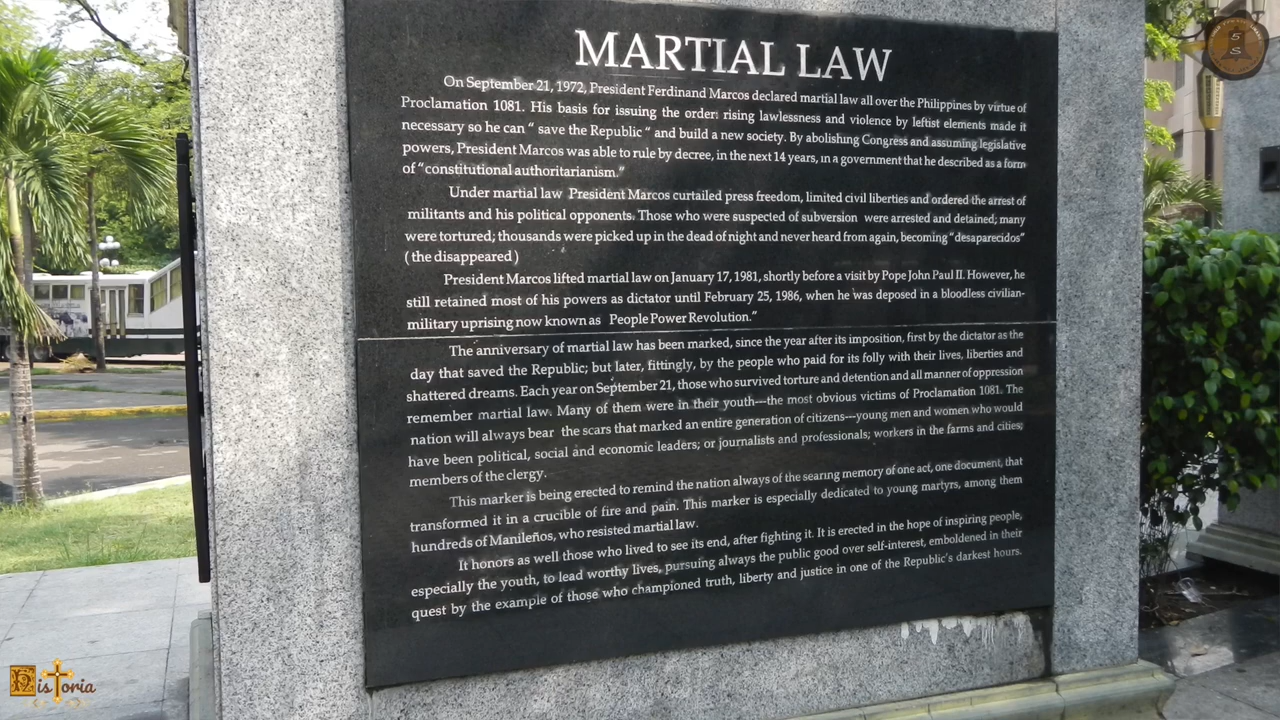 MARTIAL LAW
On September 21, 1972, President Ferdinand Marcos declared martial law all over the Philippines by virtue of
Proclamation 1081. His basis for issuing the order: rising lawlessness and violence by leftist elements made it
necessary so he can “ save the Republic “ and build a new society. By abolishing Congress and assuming legislative
powers, President Marcos was able to rule by decree, in the next 14 years, in a government that he described as a form
of “constitutional authoritarianism.”
Under martial law President Marcos curtailed press freedom, limited civil liberties and ordered the arrest of
militants and his political opponents. Those who were suspected of subversion were arrested and detained; many
were tortured; thousands were picked up in the dead of night and never heard from again, becoming “desaparecidos”
( the disappeared )
President Marcos lifted martial law on January 17, 1981, shortly before a visit by Pope John Paul II. However, he
still retained most of his powers as dictator until February 25, 1986, when he was deposed in a bloodless civilian-
military uprising now known as People Power Revolution.”
The anniversary of martial law has been marked, since the year after its imposition, first by the dictator as the
day that saved the Republic; but later, fittingly, by the people who paid for its folly with their lives, liberties and
shattered dreams. Each year on September 21, those who survived torture and detention and all manner of oppression
remember martial law. Many of them were in their youth---the most obvious victims of Proclamation 1081. The
nation will always bear the scars that marked an entire generation of citizens---young men and women who would
have been political, social and economic leaders; or journalists and professionals; workers in the farms and cities;
members of the clergy.
This marker is being erected to remind the nation always of the searing memory of one act, one document, that
transformed it in a crucible of fire and pain. This marker is especially dedicated to young martyrs, among them
hundreds of Manileños, who resisted martial law.
It honors as well those who lived to see its end, after fighting it. It is erected in the hope of inspiring people,
especially the youth, to lead worthy lives, pursuing always the public good over self-interest, emboldened in their
quest by the example of those who championed truth, liberty and justice in one of the Republic's darkest hours.
5
S
Historia